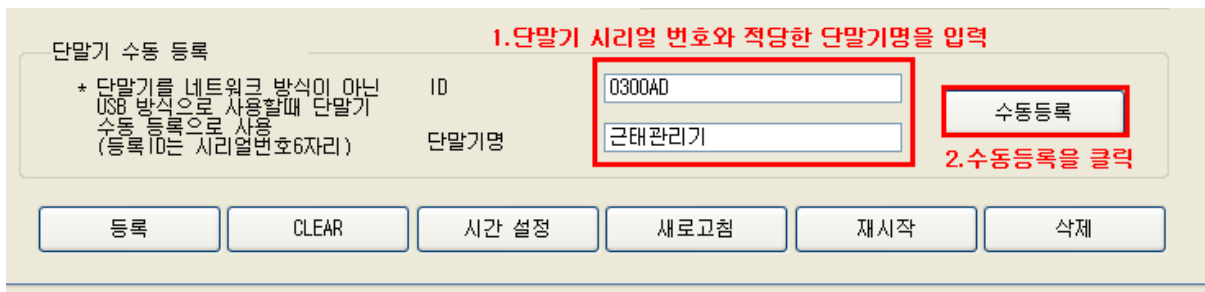 1.단말기 시리얼 번호와 적당한 단말기명을 입력
단말기 수동 등록
* 단말기를 네트워크 방식이 아닌
USB 방식으로 사용할때 단말기
수동 등록으로 사용
(등록ID는 시리얼번호6자리)
ID
0300AD
단말기명
근태관리기
수동등록
2.수동등록을 클릭
등록
CLEAR
시간 설정
새로고침
재시작
삭제